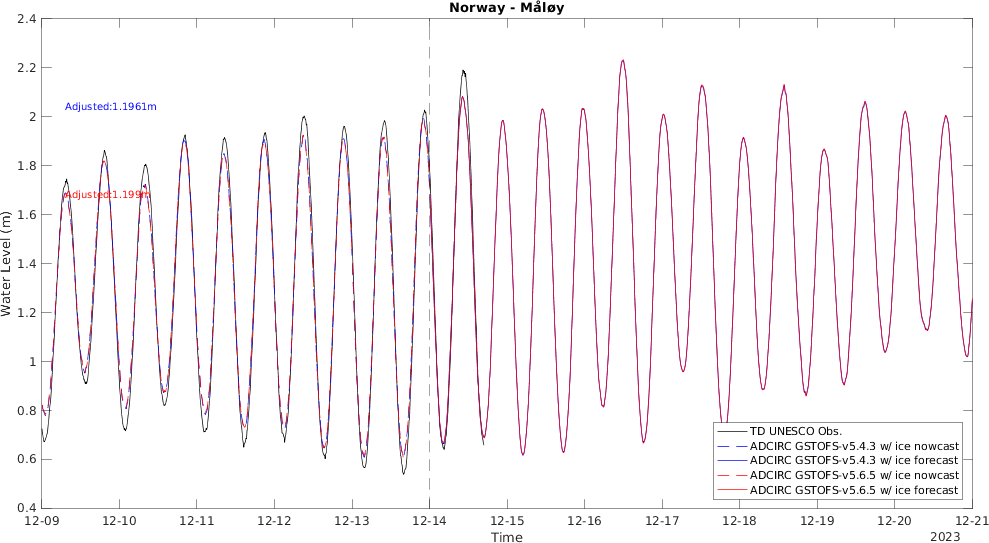 Norway - Måløy
2.4
2.2
2
1.8
1.6
1.4
1.2
1
0.8
0.6
0.4
Water Level (m)
Adjusted:1.1961m
Adjusted:1.199m
TD UNESCO Obs.
ADCIRC GSTOFS-v5.4.3 w/ ice nowcast
ADCIRC GSTOFS-v5.4.3 w/ ice forecast
ADCIRC GSTOFS-v5.6.5 w/ ice nowcast
ADCIRC GSTOFS-v5.6.5 w/ ice forecast
12-09 12-10 12-11 12-12 12-13 12-14 12-15 12-16 12-17 12-18 12-19 12-20 12-21
Time
2023